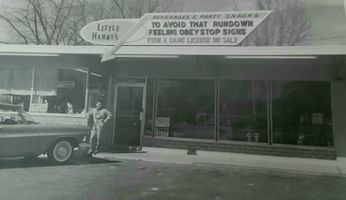 LITTLE
HARRY'S
BEVERAGES & PARTY SNACKS
TO AVOID THAT RUNDOWN
FEELING OBEY STOP SIGNS
FISH & GAME LICENSE ON SALE